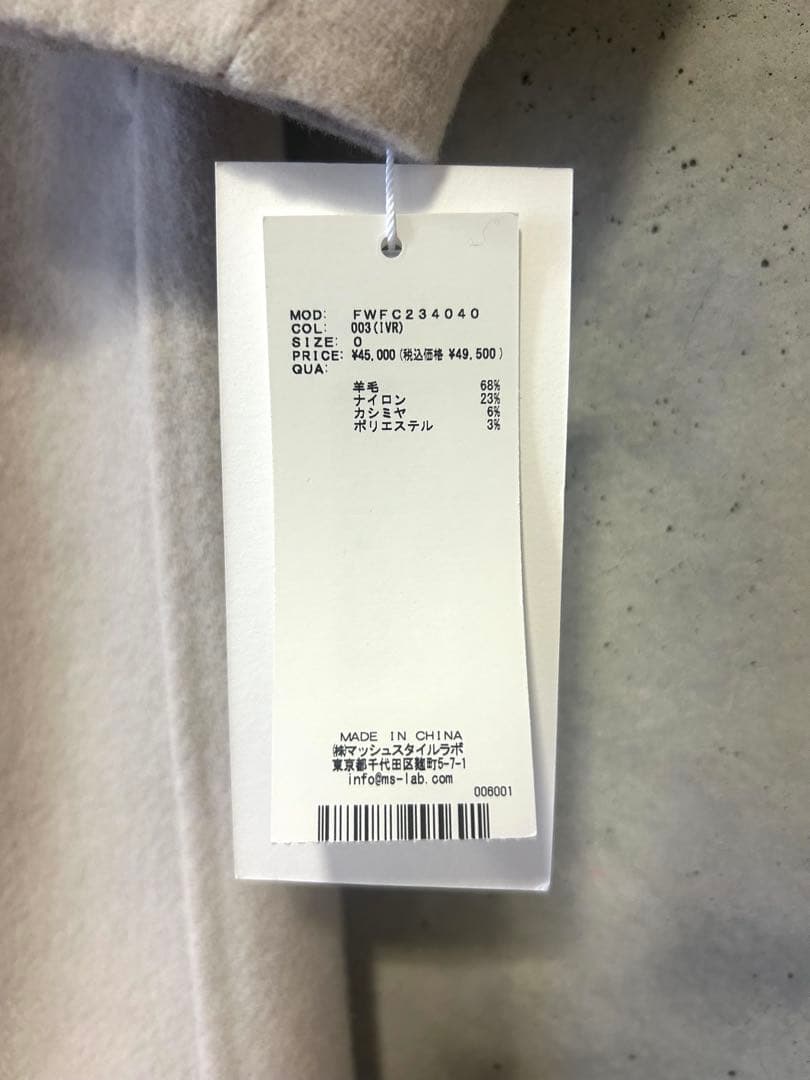 MOD: FWFC234040
COL: 003(IVR)
SIZE: 0
PRICE: ¥45,000(税込価格 ¥49,500)
QUA:
羊毛 68%
ナイロン 23%
カシミヤ 6%
ポリエステル 3%
MADE IN CHINA
㈱マッシュスタイルラボ
東京都千代田区麹町5-7-1
info@ms-lab.com
006001